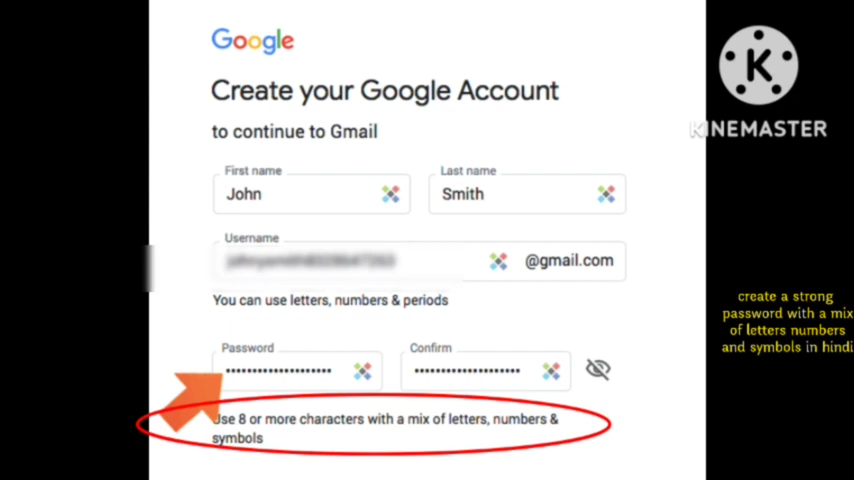 Google
Create your Google Account
to continue to Gmail
First name
Last name
John
Smith
Username
@gmail.com
You can use letters, numbers & periods
Password
Confirm
Use 8 or more characters with a mix of letters, numbers &
symbols
K
KINEMASTER
create a strong
password with a mix
of letters numbers
and symbols in hindi